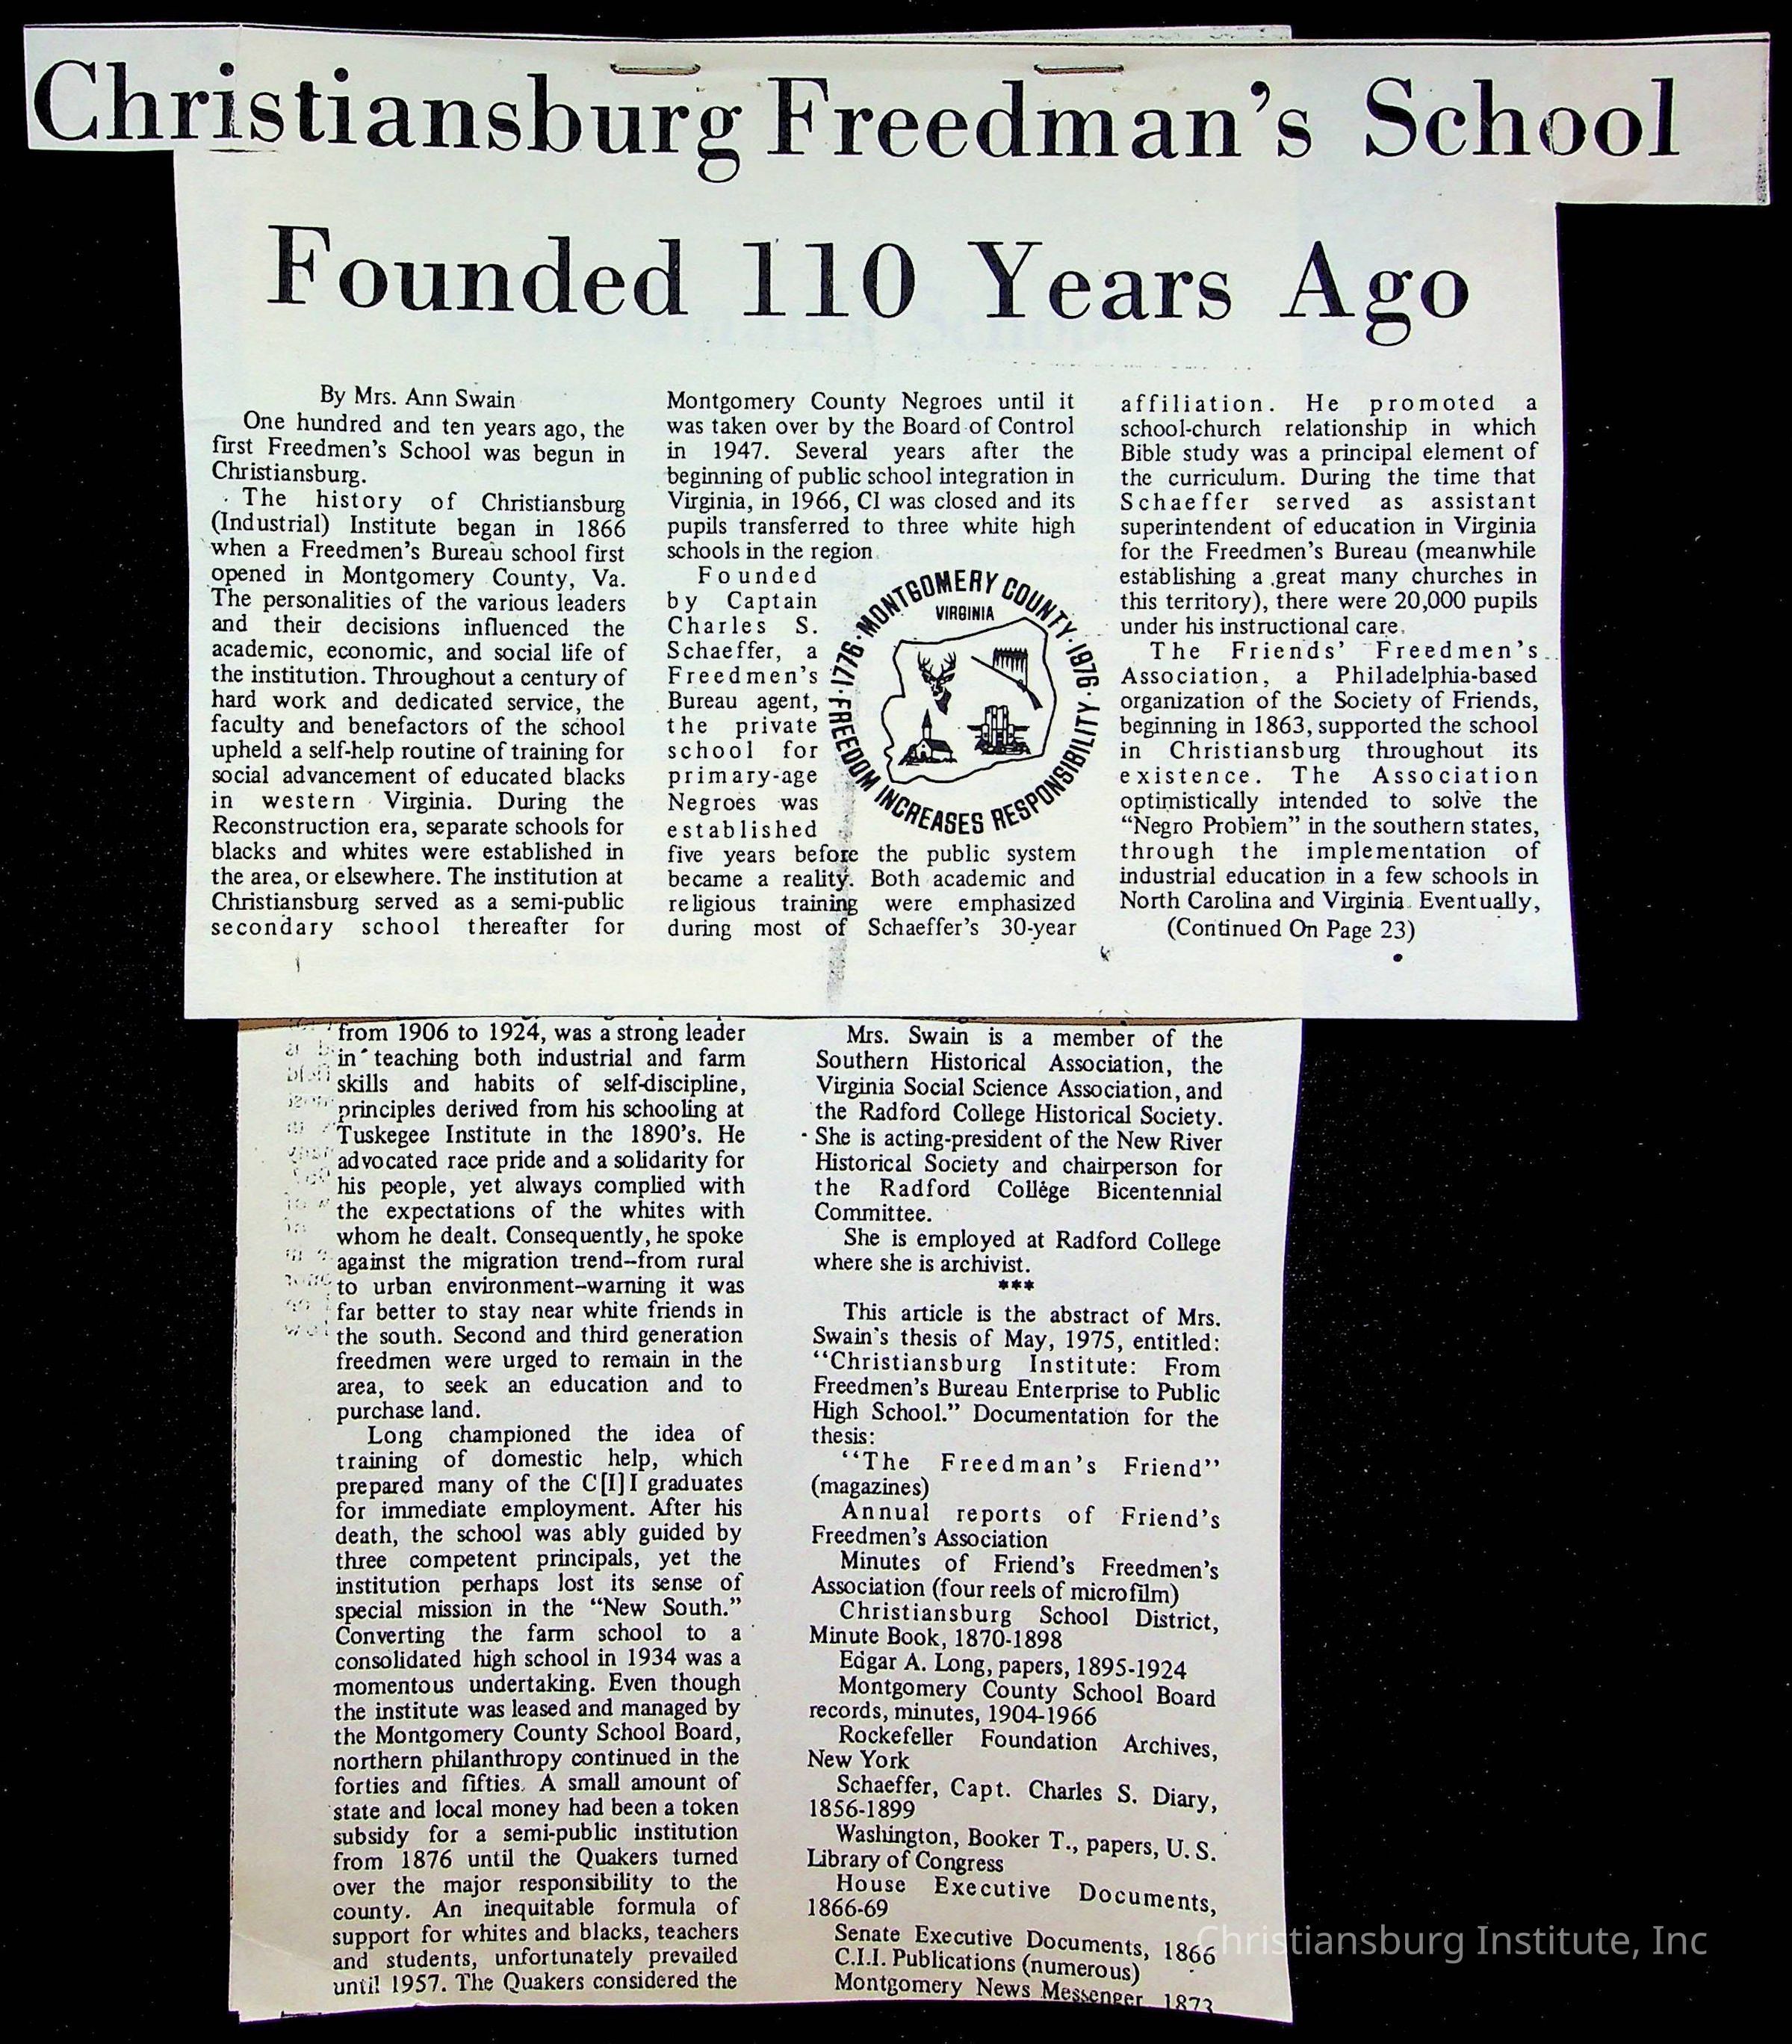 Christiansburg Freedman's School
Founded 110 Years Ago
By Mrs. Ann Swain
One hundred and ten years ago, the
first Freedmen's School was begun in
Christiansburg.
The history of Christiansburg
(Industrial) Institute began in 1866
when a Freedmen's Bureau school first
opened in Montgomery County, Va.
The personalities of the various leaders
and their decisions influenced the
academic, economic, and social life of
the institution. Throughout a century of
hard work and dedicated service, the
faculty and benefactors of the school
upheld a self-help routine of training for
social advancement of educated blacks
in western Virginia. During the
Reconstruction era, separate schools for
blacks and whites were established in
the area, or elsewhere. The institution at
Christiansburg served as a semi-public
secondary school thereafter for
Montgomery County Negroes until it
was taken over by the Board of Control
in 1947. Several years after the
beginning of public school integration in
Virginia, in 1966, CI was closed and its
pupils transferred to three white high
schools in the region.
Founded
by Captain
Charles S.
Schaeffer, a
Freedmen's
Bureau agent,
the private
school for
primary-age
Negroes was
established
five years before the public system
became a reality. Both academic and
religious training were emphasized
during most of Schaeffer's 30-year
MONTGOMERY COUNTY
VIRGINIA
1776 · 1976
FREEDOM INCREASES RESPONSIBILITY
affiliation. He promoted a
school-church relationship in which
Bible study was a principal element of
the curriculum. During the time that
Schaeffer served as assistant
superintendent of education in Virginia
for the Freedmen's Bureau (meanwhile
establishing a great many churches in
this territory), there were 20,000 pupils
under his instructional care.
The Friends' Freedmen's
Association, a Philadelphia-based
organization of the Society of Friends,
beginning in 1863, supported the school
in Christiansburg throughout its
existence. The Association
optimistically intended to solve the
"Negro Problem" in the southern states,
through the implementation of
industrial education in a few schools in
North Carolina and Virginia. Eventually,
(Continued On Page 23)
from 1906 to 1924, was a strong leader
in teaching both industrial and farm
skills and habits of self-discipline,
principles derived from his schooling at
Tuskegee Institute in the 1890's. He
advocated race pride and a solidarity for
his people, yet always complied with
the expectations of the whites with
whom he dealt. Consequently, he spoke
against the migration trend--from rural
to urban environment--warning it was
far better to stay near white friends in
the south. Second and third generation
freedmen were urged to remain in the
area, to seek an education and to
purchase land.
Long championed the idea of
training of domestic help, which
prepared many of the C[I]I graduates
for immediate employment. After his
death, the school was ably guided by
three competent principals, yet the
institution perhaps lost its sense of
special mission in the "New South."
Converting the farm school to a
consolidated high school in 1934 was a
momentous undertaking. Even though
the institute was leased and managed by
the Montgomery County School Board,
northern philanthropy continued in the
forties and fifties. A small amount of
state and local money had been a token
subsidy for a semi-public institution
from 1876 until the Quakers turned
over the major responsibility to the
county. An inequitable formula of
support for whites and blacks, teachers
and students, unfortunately prevailed
until 1957. The Quakers considered the
Mrs. Swain is a member of the
Southern Historical Association, the
Virginia Social Science Association, and
the Radford College Historical Society.
She is acting-president of the New River
Historical Society and chairperson for
the Radford College Bicentennial
Committee.
She is employed at Radford College
where she is archivist.
***
This article is the abstract of Mrs.
Swain's thesis of May, 1975, entitled:
"Christiansburg Institute: From
Freedmen's Bureau Enterprise to Public
High School." Documentation for the
thesis:
"The Freedman's Friend"
(magazines)
Annual reports of Friend's
Freedmen's Association
Minutes of Friend's Freedmen's
Association (four reels of microfilm)
Christiansburg School District,
Minute Book, 1870-1898
Edgar A. Long, papers, 1895-1924
Montgomery County School Board
records, minutes, 1904-1966
Rockefeller Foundation Archives,
New York
Schaeffer, Capt. Charles S. Diary,
1856-1899
Washington, Booker T., papers, U. S.
Library of Congress
House Executive Documents,
1866-69
Senate Executive Documents, 1866
C.I.I. Publications (numerous)
Montgomery News Messenger 1873
Christiansburg Institute, Inc